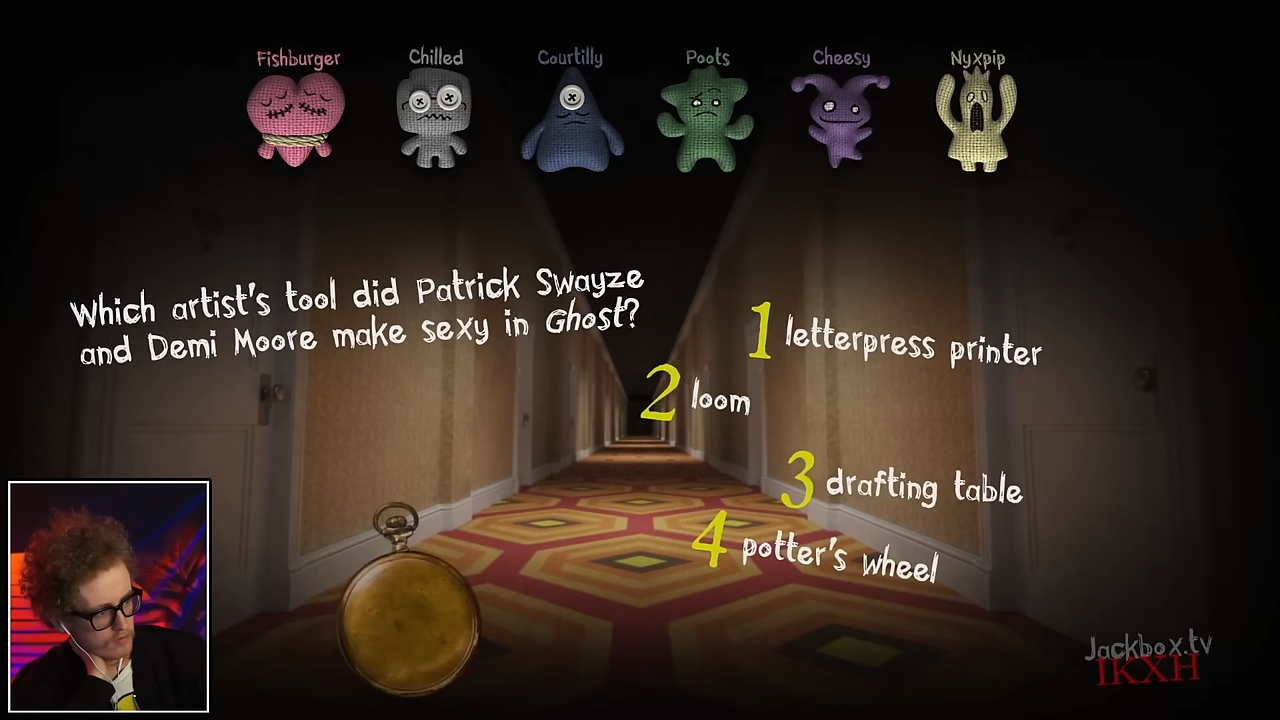 Fishburger
Chilled
Courtilly
Poots
Cheesy
Nyxpip
Which artist's tool did Patrick Swayze
and Demi Moore make sexy in Ghost?
1 letterpress printer
2 loom
3 drafting table
4 potter's wheel
Jackbox.tv
IKXH